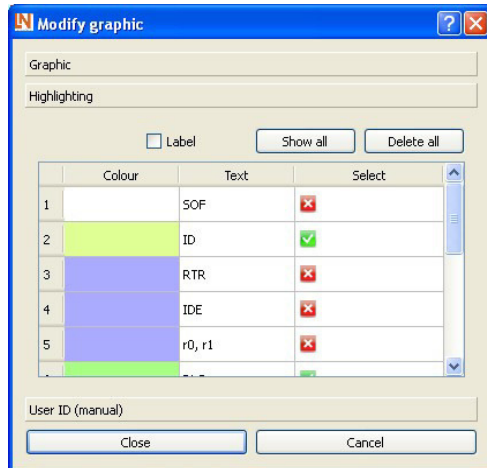 Modify graphic
Graphic
Highlighting
Label Show all Delete all
Colour Text Select
1 SOF
2 ID
3 RTR
4 IDE
5 r0, r1
User ID (manual)
Close Cancel